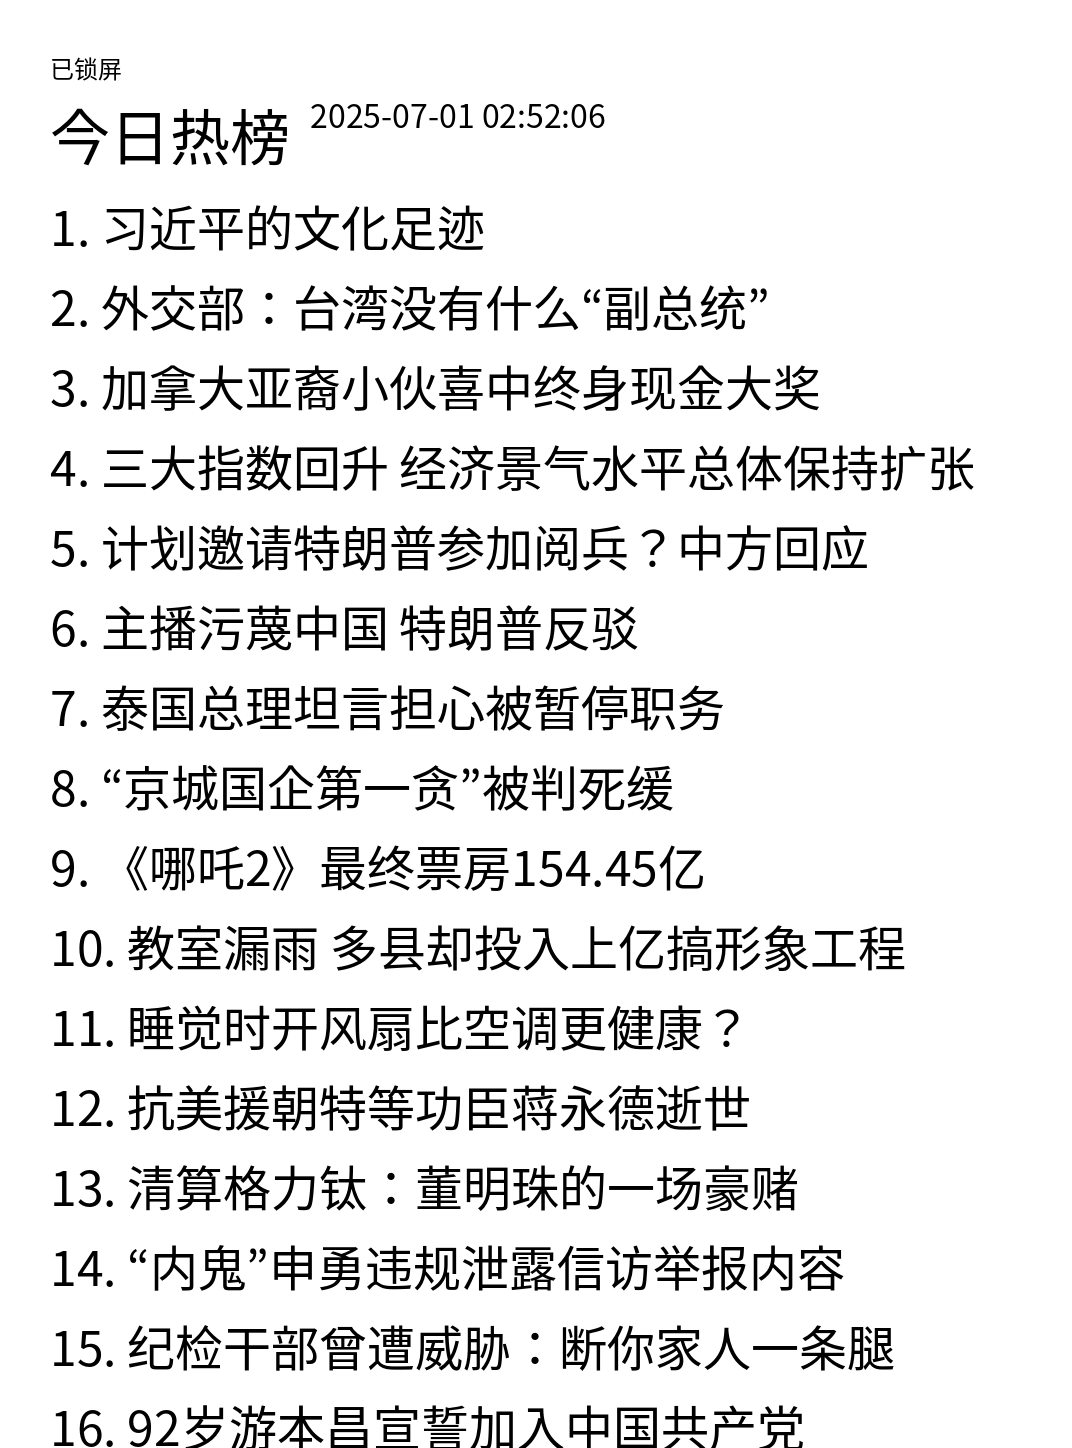 已锁屏
今日热榜 2025-07-01 02:52:06
1. 习近平的文化足迹
2. 外交部：台湾没有什么“副总统”
3. 加拿大亚裔小伙喜中终身现金大奖
4. 三大指数回升 经济景气水平总体保持扩张
5. 计划邀请特朗普参加阅兵？中方回应
6. 主播污蔑中国 特朗普反驳
7. 泰国总理坦言担心被暂停职务
8. “京城国企第一贪”被判死缓
9. 《哪吒2》最终票房154.45亿
10. 教室漏雨 多县却投入上亿搞形象工程
11. 睡觉时开风扇比空调更健康？
12. 抗美援朝特等功臣蒋永德逝世
13. 清算格力钛：董明珠的一场豪赌
14. “内鬼”申勇违规泄露信访举报内容
15. 纪检干部曾遭威胁：断你家人一条腿
16. 92岁游本昌宣誓加入中国共产党